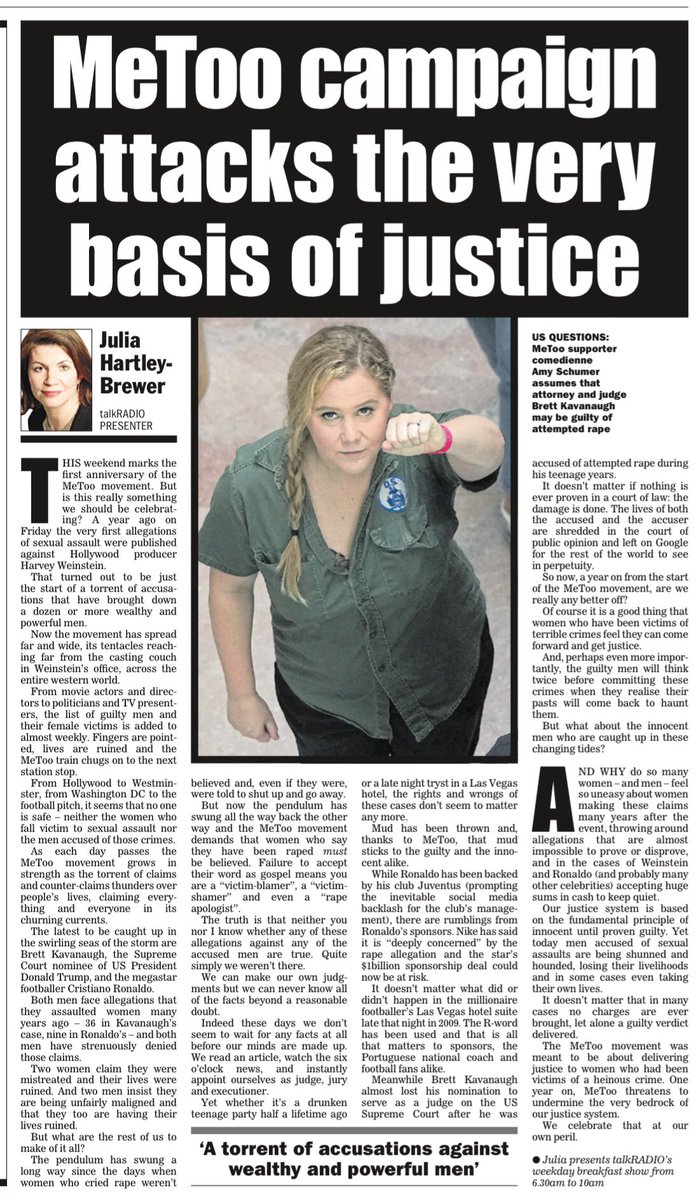 MeToo campaign
attacks the very
basis of justice
Julia
Hartley-
Brewer
talkRADIO
PRESENTER
US QUESTIONS:
MeToo supporter
comedienne
Amy Schumer
assumes that
attorney and judge
Brett Kavanaugh
may be guilty of
attempted rape
THIS weekend marks the
first anniversary of the
MeToo movement. But
is this really something
we should be celebrat-
ing? A year ago on
Friday the very first allegations
of sexual assault were published
against Hollywood producer
Harvey Weinstein.
That turned out to be just
the start of a torrent of accusa-
tions that have brought down
a dozen or more wealthy and
powerful men.
Now the movement has spread
far and wide, its tentacles reach-
ing far from the casting couch
in Weinstein's office, across the
entire western world.
From movie actors and direc-
tors to politicians and TV present-
ers, the list of guilty men and
their female victims is added to
almost weekly. Fingers are point-
ed, lives are ruined and the
MeToo train chugs on to the next
station stop.
From Hollywood to Westmin-
ster, from Washington DC to the
football pitch, it seems that no one
is safe – neither the women who
fall victim to sexual assault nor
the men accused of those crimes.
As each day passes the
MeToo movement grows in
strength as the torrent of claims
and counter-claims thunders over
people's lives, claiming every-
thing and everyone in its
churning currents.
The latest to be caught up in
the swirling seas of the storm are
Brett Kavanaugh, the Supreme
Court nominee of US President
Donald Trump, and the megastar
footballer Cristiano Ronaldo.
Both men face allegations that
they assaulted women many
years ago – 36 in Kavanaugh's
case, nine in Ronaldo's – and both
men have strenuously denied
those claims.
Two women claim they were
mistreated and their lives were
ruined. And two men insist they
are being unfairly maligned and
that they too are having their
lives ruined.
But what are the rest of us to
make of it all?
The pendulum has swung a
long way since the days when
women who cried rape weren't
believed and, even if they were,
were told to shut up and go away.
But now the pendulum has
swung all the way back the other
way and the MeToo movement
demands that women who say
they have been raped must
be believed. Failure to accept
their word as gospel means you
are a "victim-blamer", a "victim-
shamer" and even a "rape
apologist".
The truth is that neither you
nor I know whether any of these
allegations against any of the
accused men are true. Quite
simply we weren't there.
We can make our own judg-
ments but we can never know all
of the facts beyond a reasonable
doubt.
Indeed these days we don't
seem to wait for any facts at all
before our minds are made up.
We read an article, watch the six
o'clock news, and instantly
appoint ourselves as judge, jury
and executioner.
Yet whether it's a drunken
teenage party half a lifetime ago
or a late night tryst in a Las Vegas
hotel, the rights and wrongs of
these cases don't seem to matter
any more.
Mud has been thrown and,
thanks to MeToo, that mud
sticks to the guilty and the inno-
cent alike.
While Ronaldo has been backed
by his club Juventus (prompting
the inevitable social media
backlash for the club's manage-
ment), there are rumblings from
Ronaldo's sponsors. Nike has said
it is "deeply concerned" by the
rape allegation and the star's
$1billion sponsorship deal could
now be at risk.
It doesn't matter what did or
didn't happen in the millionaire
footballer's Las Vegas hotel suite
late that night in 2009. The R-word
has been used and that is all
that matters to sponsors, the
Portuguese national coach and
football fans alike.
Meanwhile Brett Kavanaugh
almost lost his nomination to
serve as a judge on the US
Supreme Court after he was
'A torrent of accusations against
wealthy and powerful men'
accused of attempted rape during
his teenage years.
It doesn't matter if nothing is
ever proven in a court of law: the
damage is done. The lives of both
the accused and the accuser
are shredded in the court of
public opinion and left on Google
for the rest of the world to see
in perpetuity.
So now, a year on from the start
of the MeToo movement, are we
really any better off?
Of course it is a good thing that
women who have been victims of
terrible crimes feel they can come
forward and get justice.
And, perhaps even more impor-
tantly, the guilty men will think
twice before committing these
crimes when they realise their
pasts will come back to haunt
them.
But what about the innocent
men who are caught up in these
changing tides?
AND WHY do so many
women – and men – feel
so uneasy about women
making these claims
many years after the
event, throwing around
allegations that are almost
impossible to prove or disprove,
and in the cases of Weinstein
and Ronaldo (and probably many
other celebrities) accepting huge
sums in cash to keep quiet.
Our justice system is based
on the fundamental principle of
innocent until proven guilty. Yet
today men accused of sexual
assaults are being shunned and
hounded, losing their livelihoods
and in some cases even taking
their own lives.
It doesn't matter that in many
cases no charges are ever
brought, let alone a guilty verdict
delivered.
The MeToo movement was
meant to be about delivering
justice to women who had been
victims of a heinous crime. One
year on, MeToo threatens to
undermine the very bedrock of
our justice system.
We celebrate that at our
own peril.
● Julia presents talkRADIO's
weekday breakfast show from
6.30am to 10am